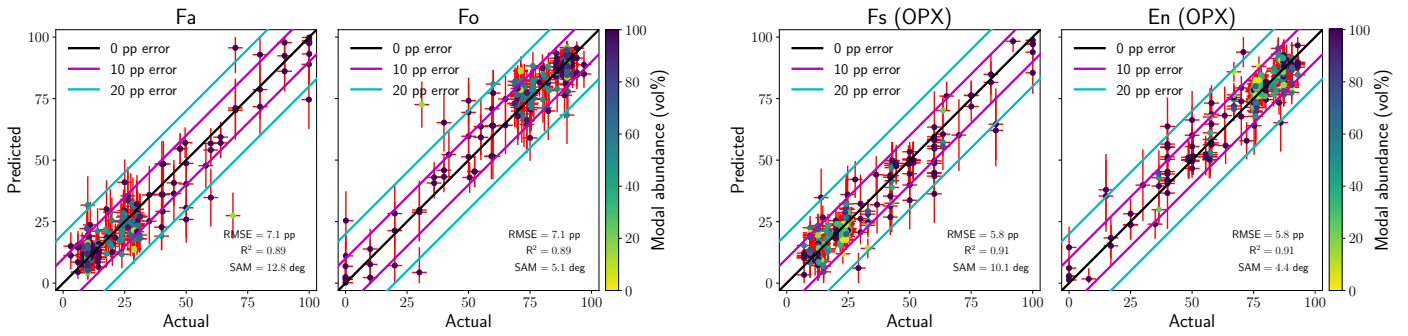 Fa
Fo
Fs (OPX)
En (OPX)
0 pp error
10 pp error
20 pp error
0 pp error
10 pp error
20 pp error
0 pp error
10 pp error
20 pp error
0 pp error
10 pp error
20 pp error
RMSE = 7.1 pp
R² = 0.89
SAM = 12.8 deg
RMSE = 7.1 pp
R² = 0.89
SAM = 5.1 deg
RMSE = 5.8 pp
R² = 0.91
SAM = 10.1 deg
RMSE = 5.8 pp
R² = 0.91
SAM = 4.4 deg
Predicted
100
75
50
25
0
0 25 50 75 100
Actual
0 25 50 75 100
Actual
100
80
60
40
20
0
Modal abundance (vol%)
Predicted
100
75
50
25
0
0 25 50 75 100
Actual
0 25 50 75 100
Actual
100
80
60
40
20
0
Modal abundance (vol%)